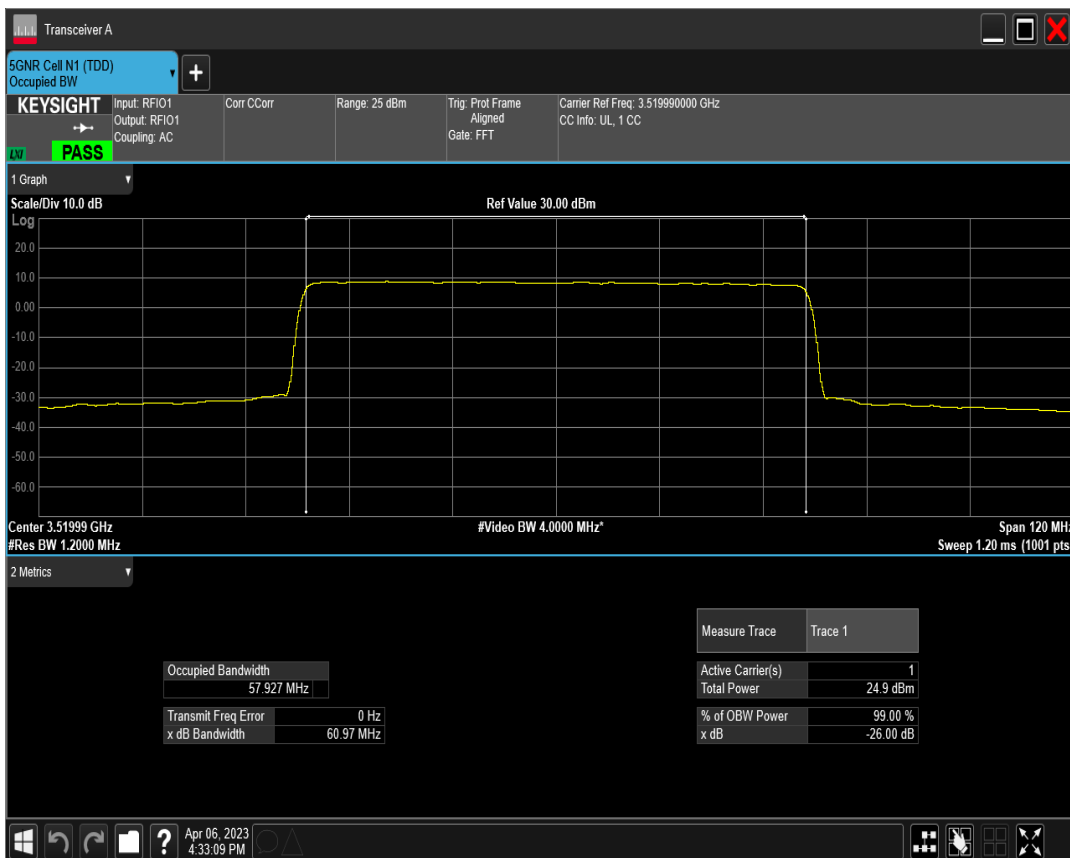 Transceiver A
5GNR Cell N1 (TDD)
Occupied BW
+
KEYSIGHT
LXI
PASS
Input: RFIO1
Output: RFIO1
Coupling: AC
Corr CCorr
Range: 25 dBm
Trig: Prot Frame
Aligned
Gate: FFT
Carrier Ref Freq: 3.519990000 GHz
CC Info: UL, 1 CC
1 Graph
Scale/Div 10.0 dB
Ref Value 30.00 dBm
Log
20.0
10.0
0.00
-10.0
-20.0
-30.0
-40.0
-50.0
-60.0
Center 3.51999 GHz
#Video BW 4.0000 MHz*
Span 120 MHz
#Res BW 1.2000 MHz
Sweep 1.20 ms (1001 pts
2 Metrics
Measure Trace Trace 1
Occupied Bandwidth
57.927 MHz
Active Carrier(s) 1
Total Power 24.9 dBm
Transmit Freq Error 0 Hz
x dB Bandwidth 60.97 MHz
% of OBW Power 99.00 %
x dB -26.00 dB
?
Apr 06, 2023
4:33:09 PM